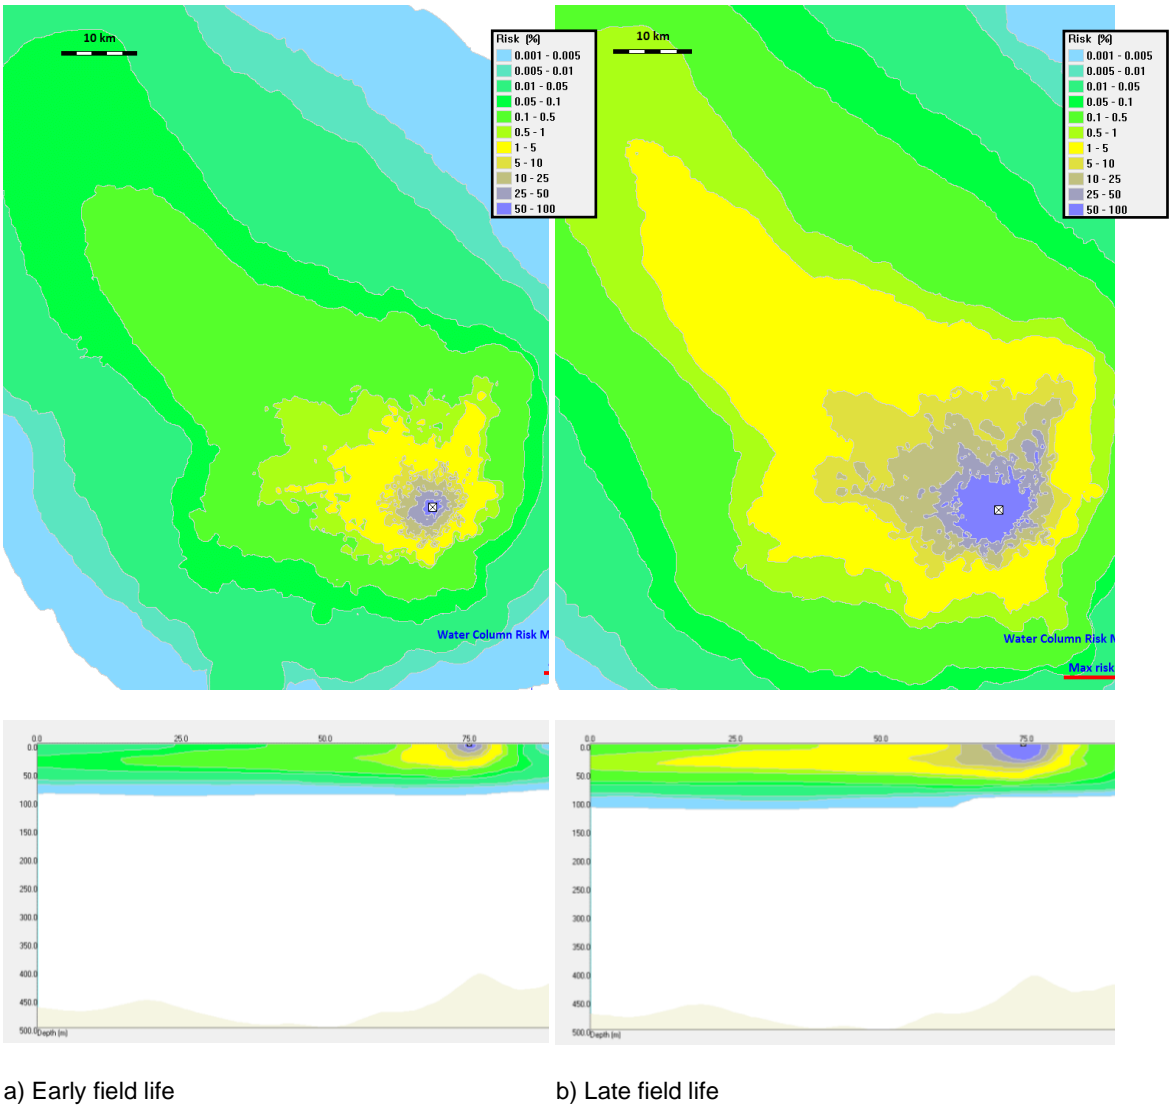 10 km
Risk (%)
0.001 - 0.005
0.005 - 0.01
0.01 - 0.05
0.05 - 0.1
0.1 - 0.5
0.5 - 1
1 - 5
5 - 10
10 - 25
25 - 50
50 - 100
Water Column Risk M
10 km
Risk (%)
0.001 - 0.005
0.005 - 0.01
0.01 - 0.05
0.05 - 0.1
0.1 - 0.5
0.5 - 1
1 - 5
5 - 10
10 - 25
25 - 50
50 - 100
Water Column Risk M
Max risk
0.0 25.0 50.0 75.0
0.0
50.0
100.0
150.0
200.0
250.0
300.0
350.0
400.0
450.0
500.0 Depth (m)
0.0 25.0 50.0 75.0
0.0
50.0
100.0
150.0
200.0
250.0
300.0
350.0
400.0
450.0
500.0 Depth (m)
a) Early field life
b) Late field life